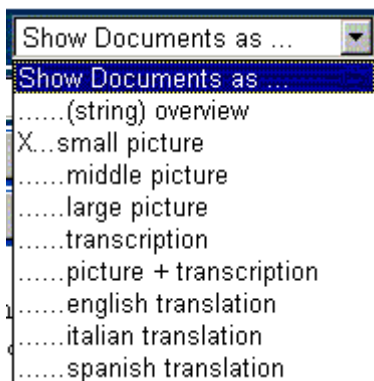 Show Documents as ...
Show Documents as ...
......(string) overview
X...small picture
......middle picture
......large picture
......transcription
......picture + transcription
......english translation
......italian translation
......spanish translation